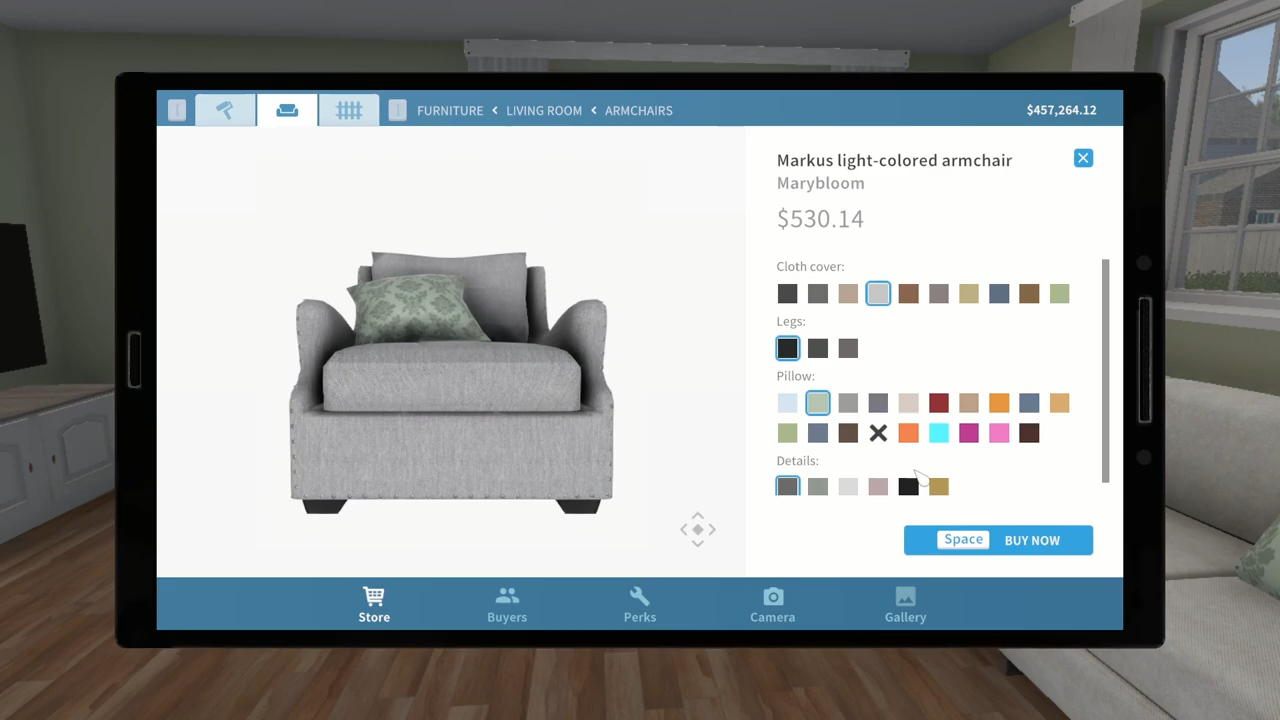 FURNITURE < LIVING ROOM < ARMCHAIRS
$457,264.12
Markus light-colored armchair
Marybloom
$530.14
Cloth cover:
Legs:
Pillow:
Details:
Space BUY NOW
Store Buyers Perks Camera Gallery